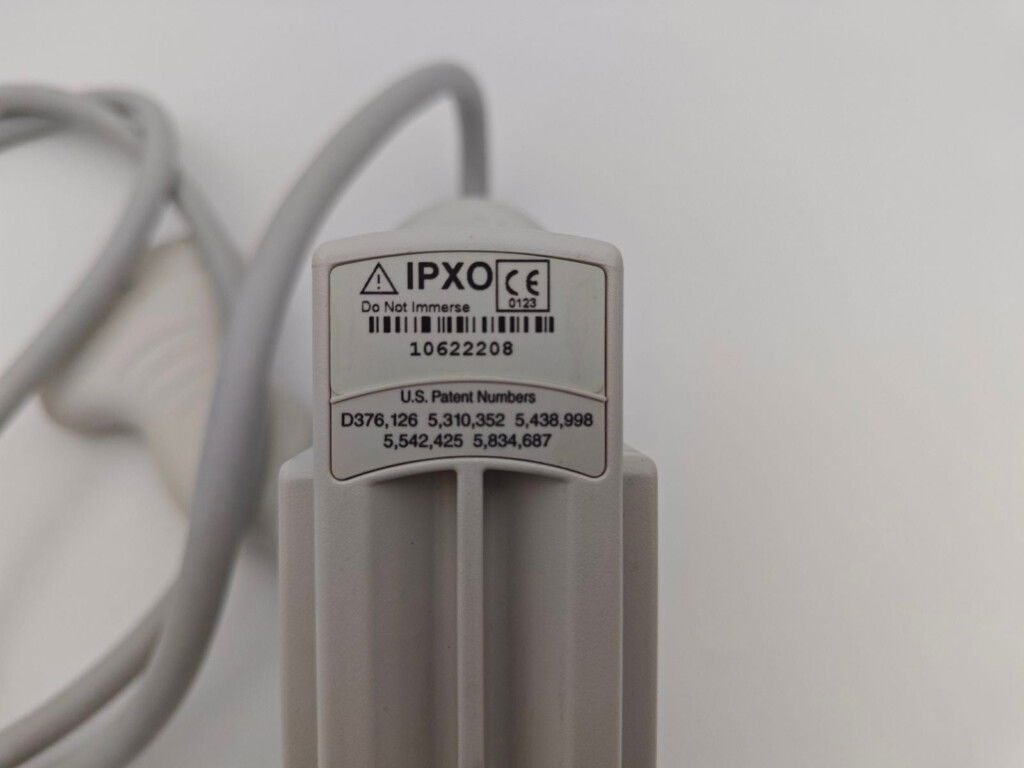 IPXO CE
0123
Do Not Immerse
10622208
U.S. Patent Numbers
D376,126 5,310,352 5,438,998
5,542,425 5,834,687